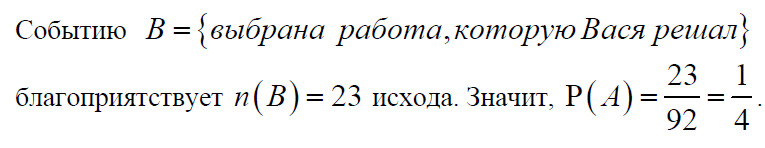 Событию B = {выбрана работа, которую Вася решал}
благоприятствует n(B) = 23 исхода. Значит, P(A) = 23/92 = 1/4.